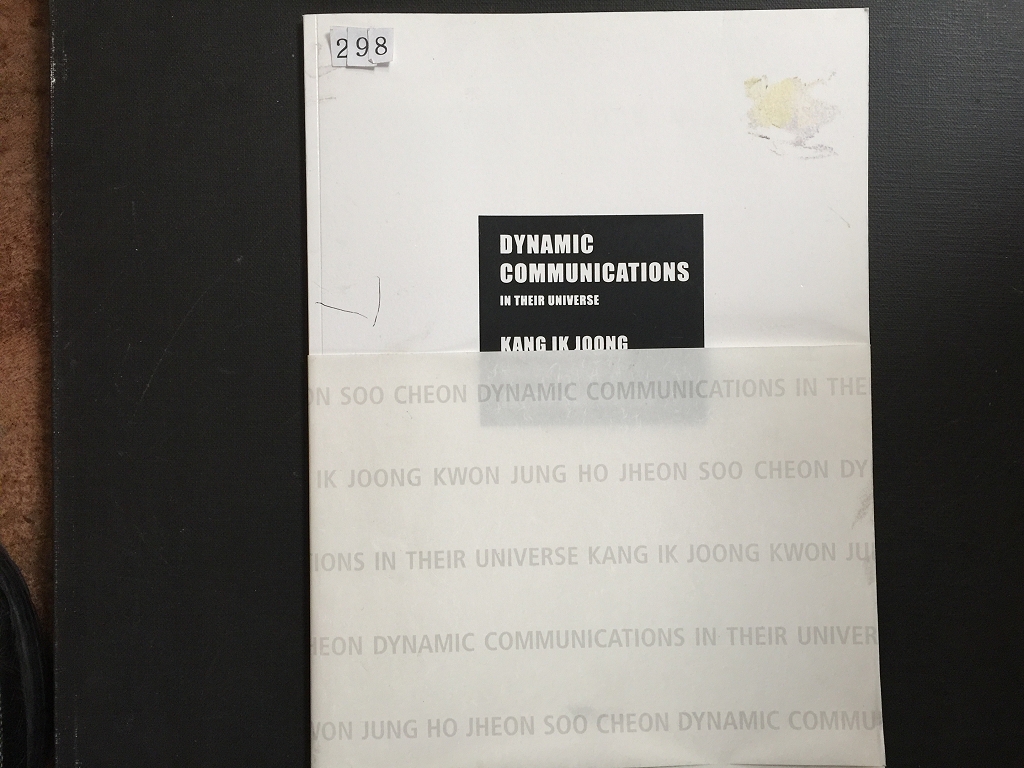 298
DYNAMIC
COMMUNICATIONS
IN THEIR UNIVERSE
KANG IK JOONG
ON SOO CHEON DYNAMIC COMMUNICATIONS IN THE
IK JOONG KWON JUNG HO JHEON SOO CHEON DY
IONS IN THEIR UNIVERSE KANG IK JOONG KWON JU
HEON DYNAMIC COMMUNICATIONS IN THEIR UNIVER
WON JUNG HO JHEON SOO CHEON DYNAMIC COMMU